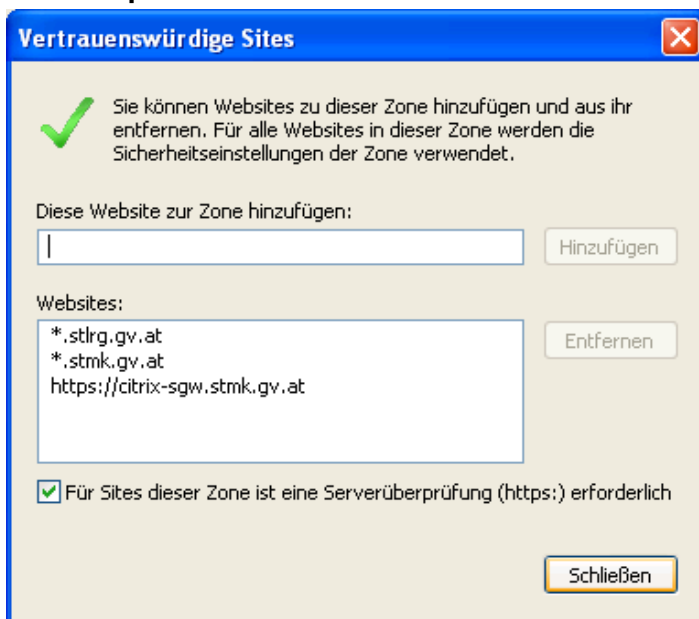 Vertrauenswürdige Sites
Sie können Websites zu dieser Zone hinzufügen und aus ihr
entfernen. Für alle Websites in dieser Zone werden die
Sicherheitseinstellungen der Zone verwendet.
Diese Website zur Zone hinzufügen:
Hinzufügen
Websites:
*.stlrg.gv.at
*.stmk.gv.at
https://citrix-sgw.stmk.gv.at
Entfernen
Für Sites dieser Zone ist eine Serverüberprüfung (https:) erforderlich
Schließen